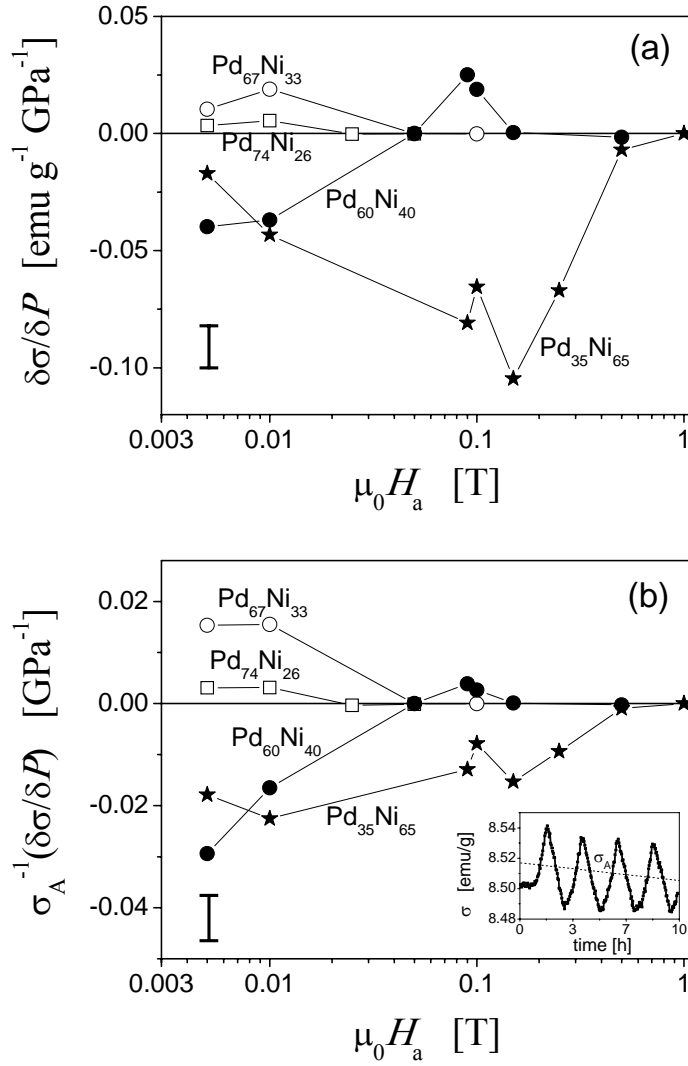 (a)
0.05
0.00
-0.05
-0.10
δσ/δP [emu g⁻¹ GPa⁻¹]
Pd₆₇Ni₃₃
Pd₇₄Ni₂₆
Pd₆₀Ni₄₀
Pd₃₅Ni₆₅
0.003 0.01 0.1 1
μ₀Hₐ [T]
(b)
0.02
0.00
-0.02
-0.04
σ_A⁻¹(δσ/δP) [GPa⁻¹]
Pd₆₇Ni₃₃
Pd₇₄Ni₂₆
Pd₆₀Ni₄₀
Pd₃₅Ni₆₅
8.54
8.52
8.50
8.48
σ [emu/g]
σ_A
0 3 7 10
time [h]
0.003 0.01 0.1 1
μ₀Hₐ [T]